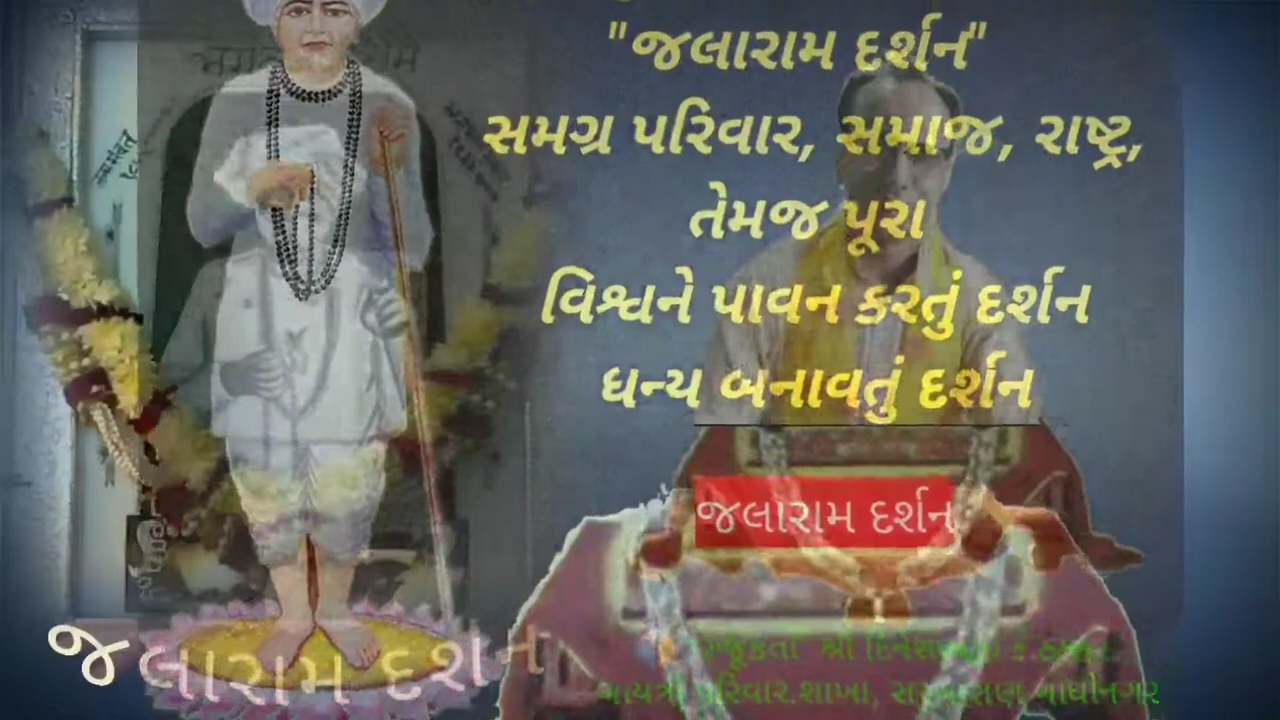 "જલારામ દર્શન"
સમગ્ર પરિવાર, સમાજ, રાષ્ટ્ર,
તેમજ પૂરા
વિશ્વને પાવન કરતું દર્શન
ધન્ય બનાવતું દર્શન
જલારામ દર્શન
જલારામ દર્શન
શ્રી
પરિવાર.શાખા,